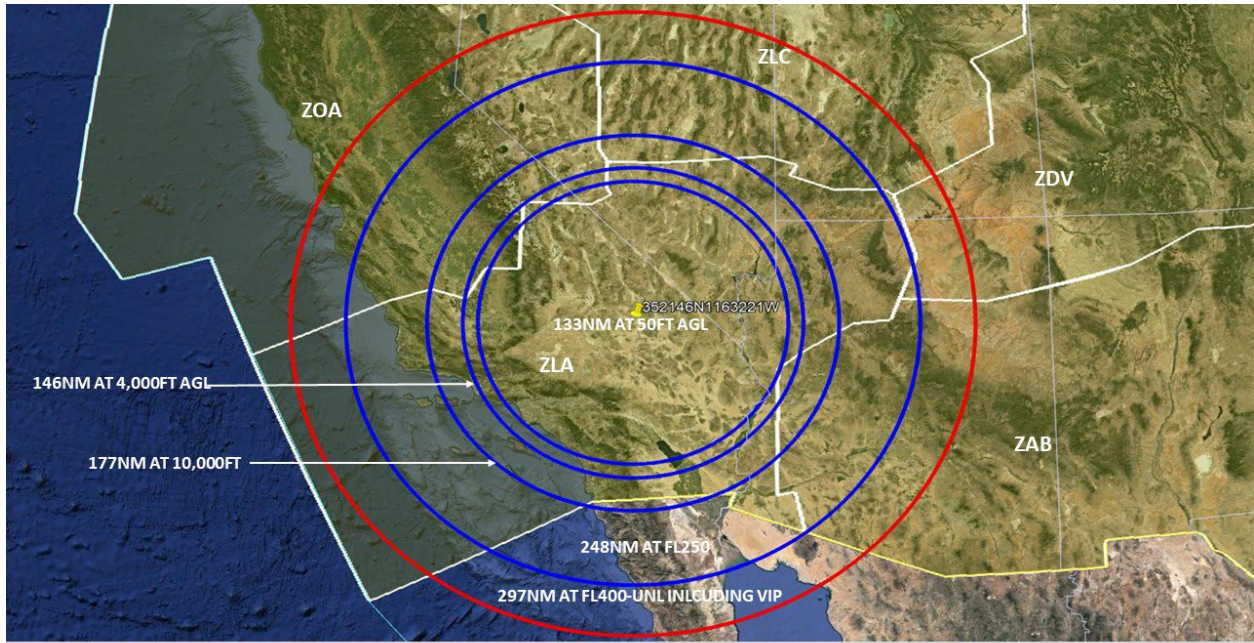 ZLC
ZOA
ZDV
352146N1163221W
133NM AT 50FT AGL
ZLA
146NM AT 4,000FT AGL
ZAB
177NM AT 10,000FT
248NM AT FL250
297NM AT FL400-UNL INLCUDING VIP